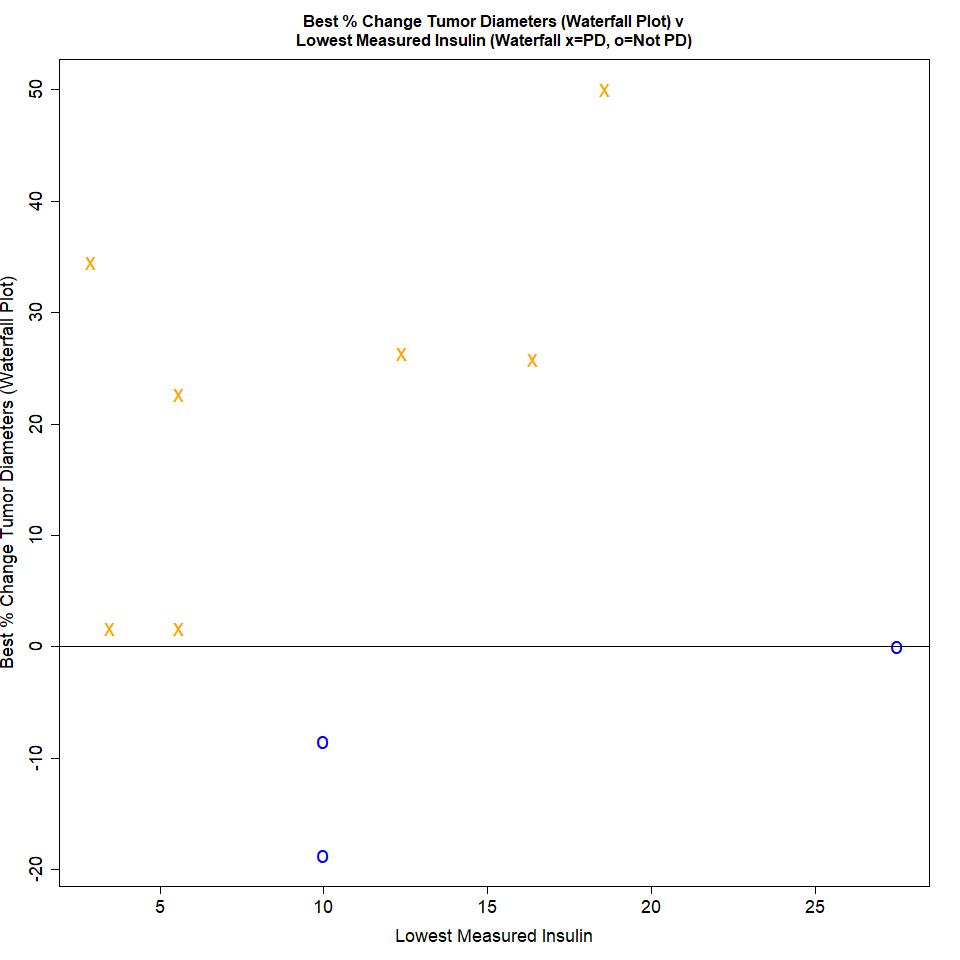 Best % Change Tumor Diameters (Waterfall Plot) v
Lowest Measured Insulin (Waterfall x=PD, o=Not PD)
Best % Change Tumor Diameters (Waterfall Plot)
50
40
30
20
10
0
-10
-20
x
x
x
x
x
x
x
o
o
o
5 10 15 20 25
Lowest Measured Insulin